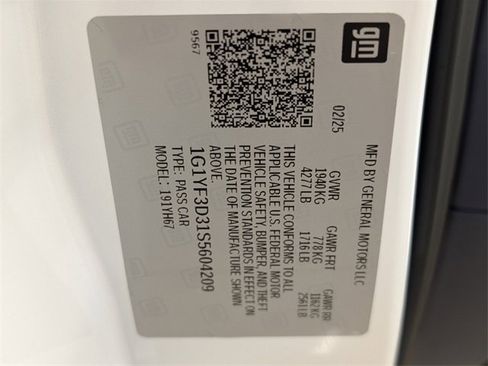 gm
MFD BY GENERAL MOTORS LLC
02/25
GVWR
1940 KG
4277 LB
GAWR FRT
778 KG
1716 LB
GAWR RR
1162 KG
2561 LB
THIS VEHICLE CONFORMS TO ALL
APPLICABLE U.S. FEDERAL MOTOR
VEHICLE SAFETY, BUMPER, AND THEFT
PREVENTION STANDARDS IN EFFECT ON
THE DATE OF MANUFACTURE SHOWN
ABOVE.
1G1YF3D31S5604209
TYPE: PASS CAR
MODEL: 191YH67
9567